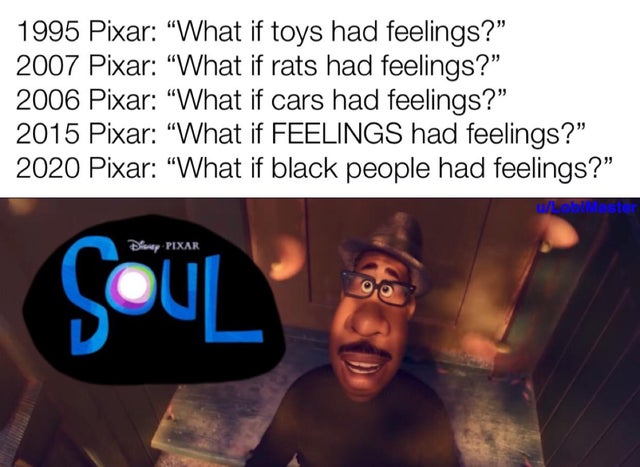 1995 Pixar: “What if toys had feelings?”
2007 Pixar: “What if rats had feelings?”
2006 Pixar: “What if cars had feelings?”
2015 Pixar: “What if FEELINGS had feelings?”
2020 Pixar: “What if black people had feelings?”
u/LobiMaster
Disney · PIXAR
SOUL